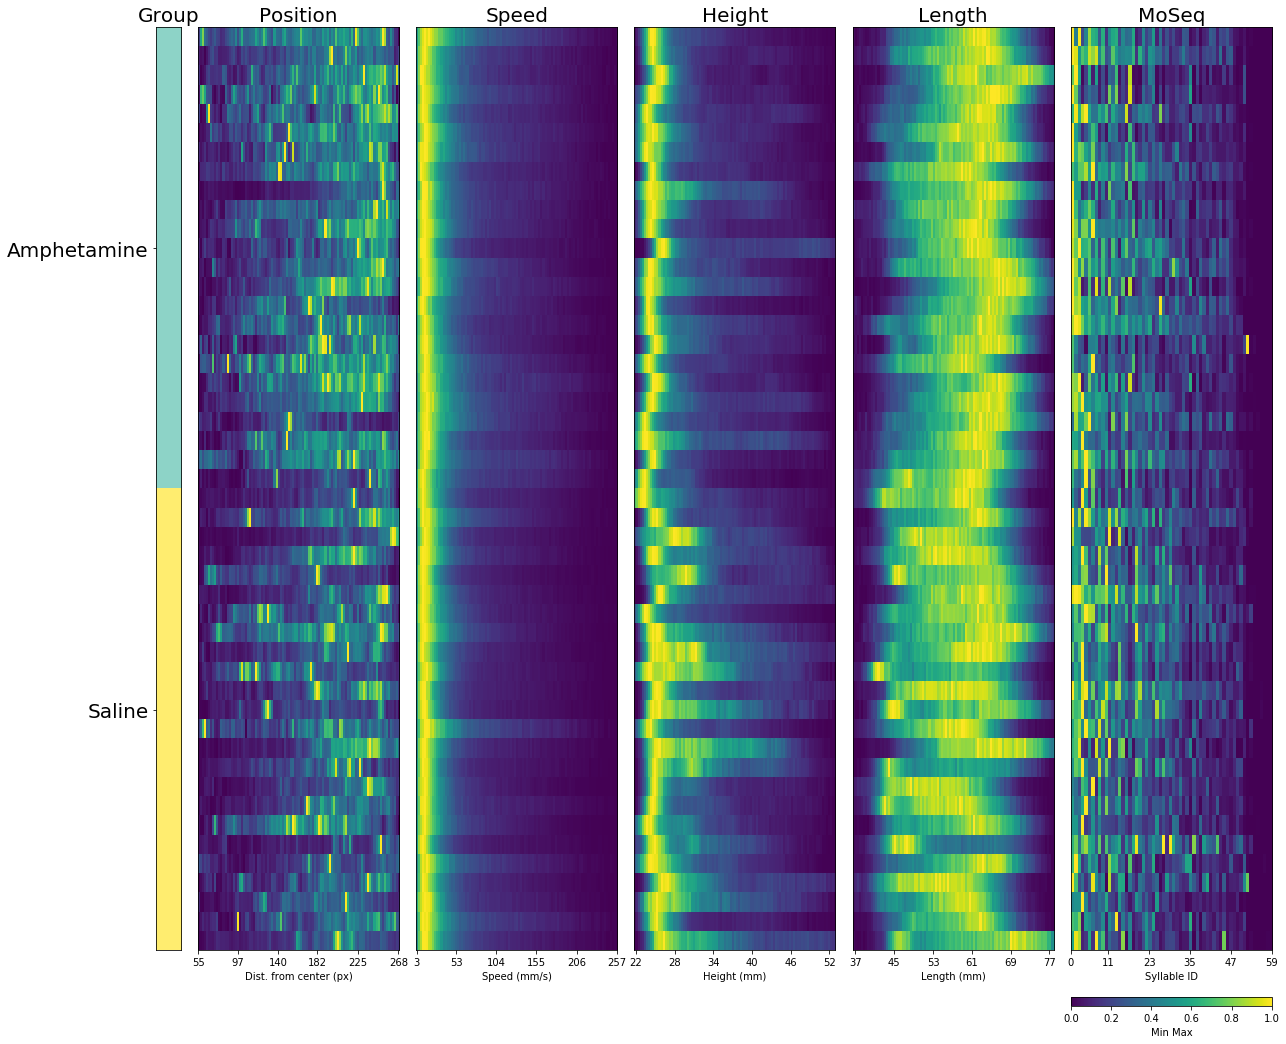 Group Position Speed Height Length MoSeq
Amphetamine
Saline
55 97 140 182 225 268 3 53 104 155 206 257 22 28 34 40 46 52 37 45 53 61 69 77 0 11 23 35 47 59
Dist. from center (px) Speed (mm/s) Height (mm) Length (mm) Syllable ID
0.0 0.2 0.4 0.6 0.8 1.0
Min Max